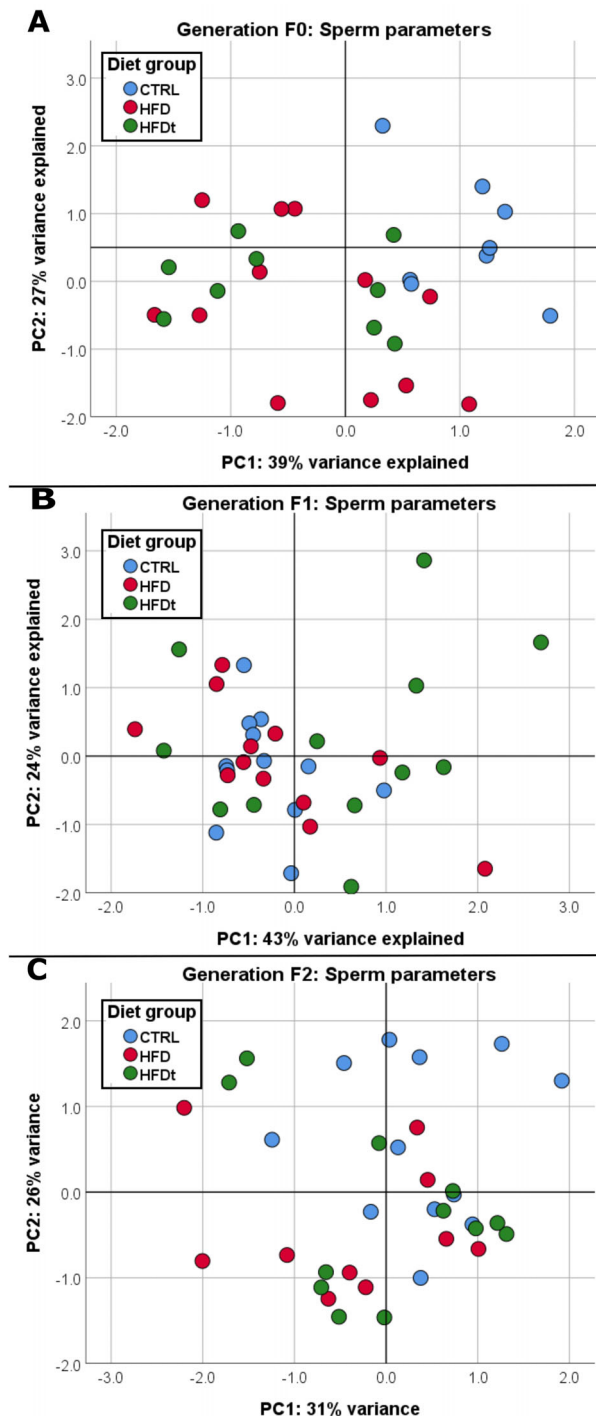 A
Generation F0: Sperm parameters
Diet group
CTRL
HFD
HFDt
3.0
2.0
1.0
0.0
-1.0
-2.0
PC2: 27% variance explained
-2.0 -1.0 0.0 1.0 2.0
PC1: 39% variance explained
B
Generation F1: Sperm parameters
Diet group
CTRL
HFD
HFDt
3.0
2.0
1.0
0.0
-1.0
-2.0
PC2: 24% variance explained
-2.0 -1.0 0.0 1.0 2.0 3.0
PC1: 43% variance explained
C
Generation F2: Sperm parameters
Diet group
CTRL
HFD
HFDt
2.0
1.0
0.0
-1.0
-2.0
PC2: 26% variance
-3.0 -2.0 -1.0 0.0 1.0 2.0
PC1: 31% variance